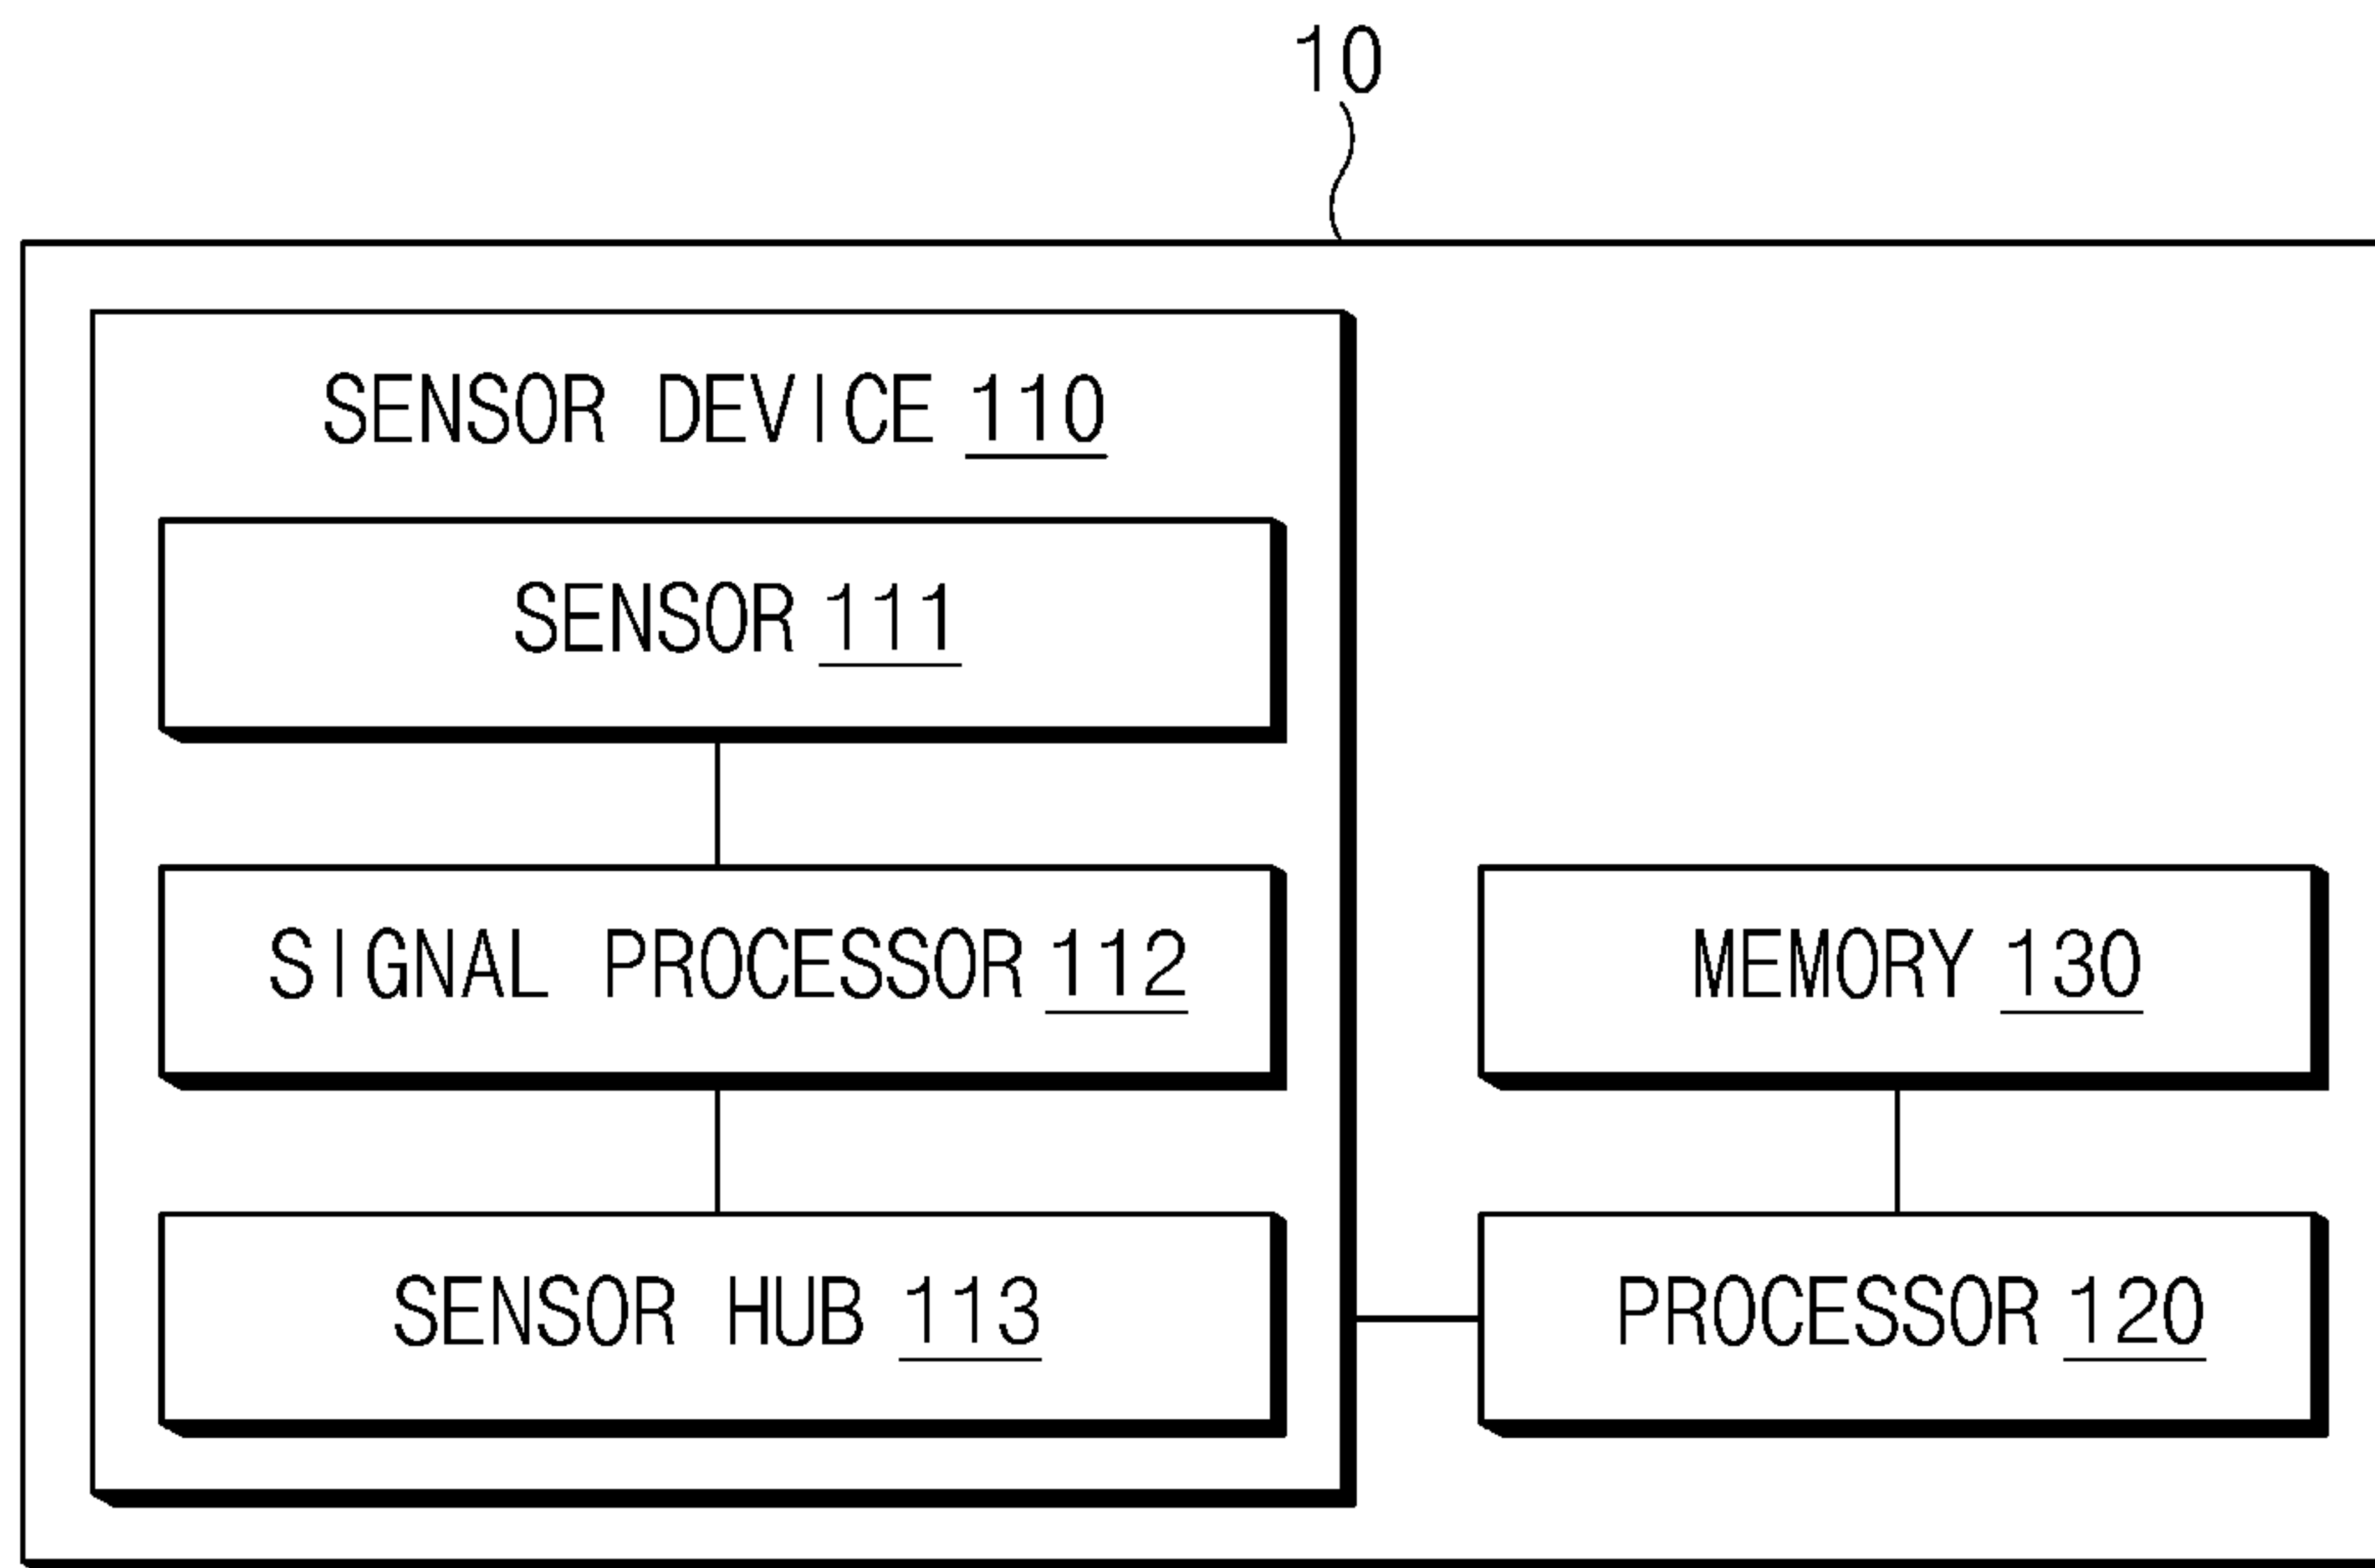 10
SENSOR DEVICE 110
SENSOR 111
SIGNAL PROCESSOR 112
MEMORY 130
SENSOR HUB 113
PROCESSOR 120